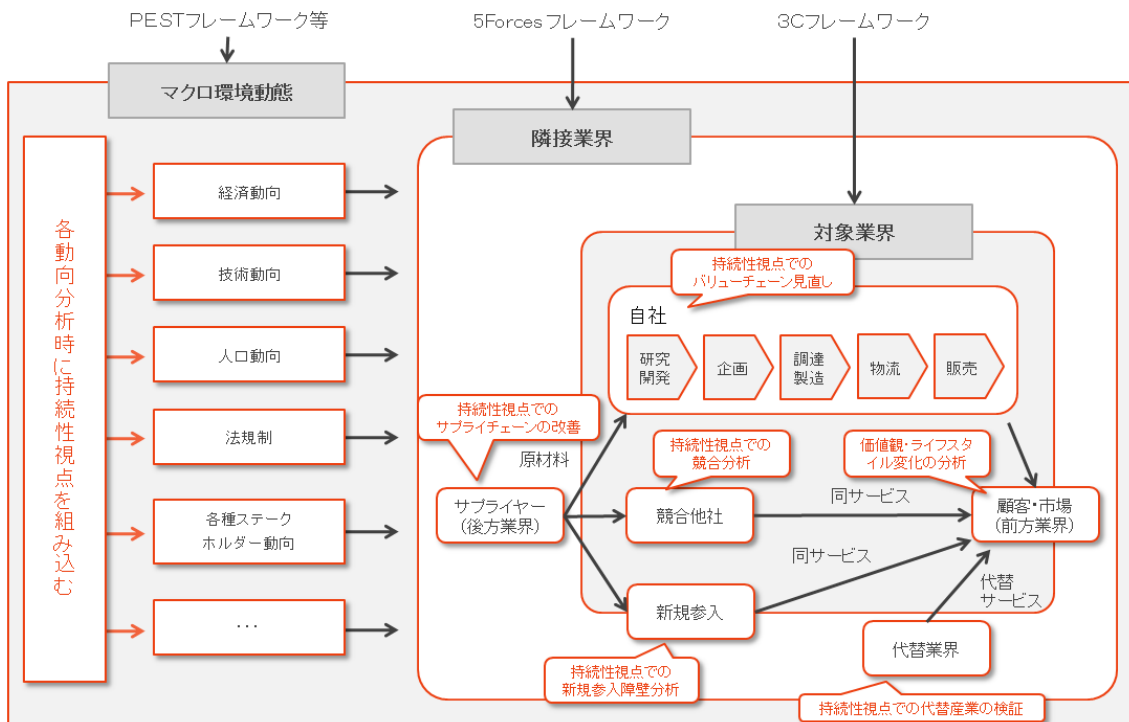 PESTフレームワーク等
5Forcesフレームワーク
3Cフレームワーク
マクロ環境動態
隣接業界
対象業界
各動向分析時に持続性視点を組み込む
経済動向
技術動向
人口動向
法規制
各種ステーク
ホルダー動向
・・・
持続性視点での
バリューチェーン見直し
自社
研究
開発
企画
調達
製造
物流
販売
持続性視点での
サプライチェーンの改善
原材料
サプライヤー
(後方業界)
持続性視点での
競合分析
競合他社
同サービス
価値観・ライフスタ
イル変化の分析
顧客・市場
(前方業界)
同サービス
新規参入
持続性視点での
新規参入障壁分析
代替
サービス
代替業界
持続性視点での代替産業の検証